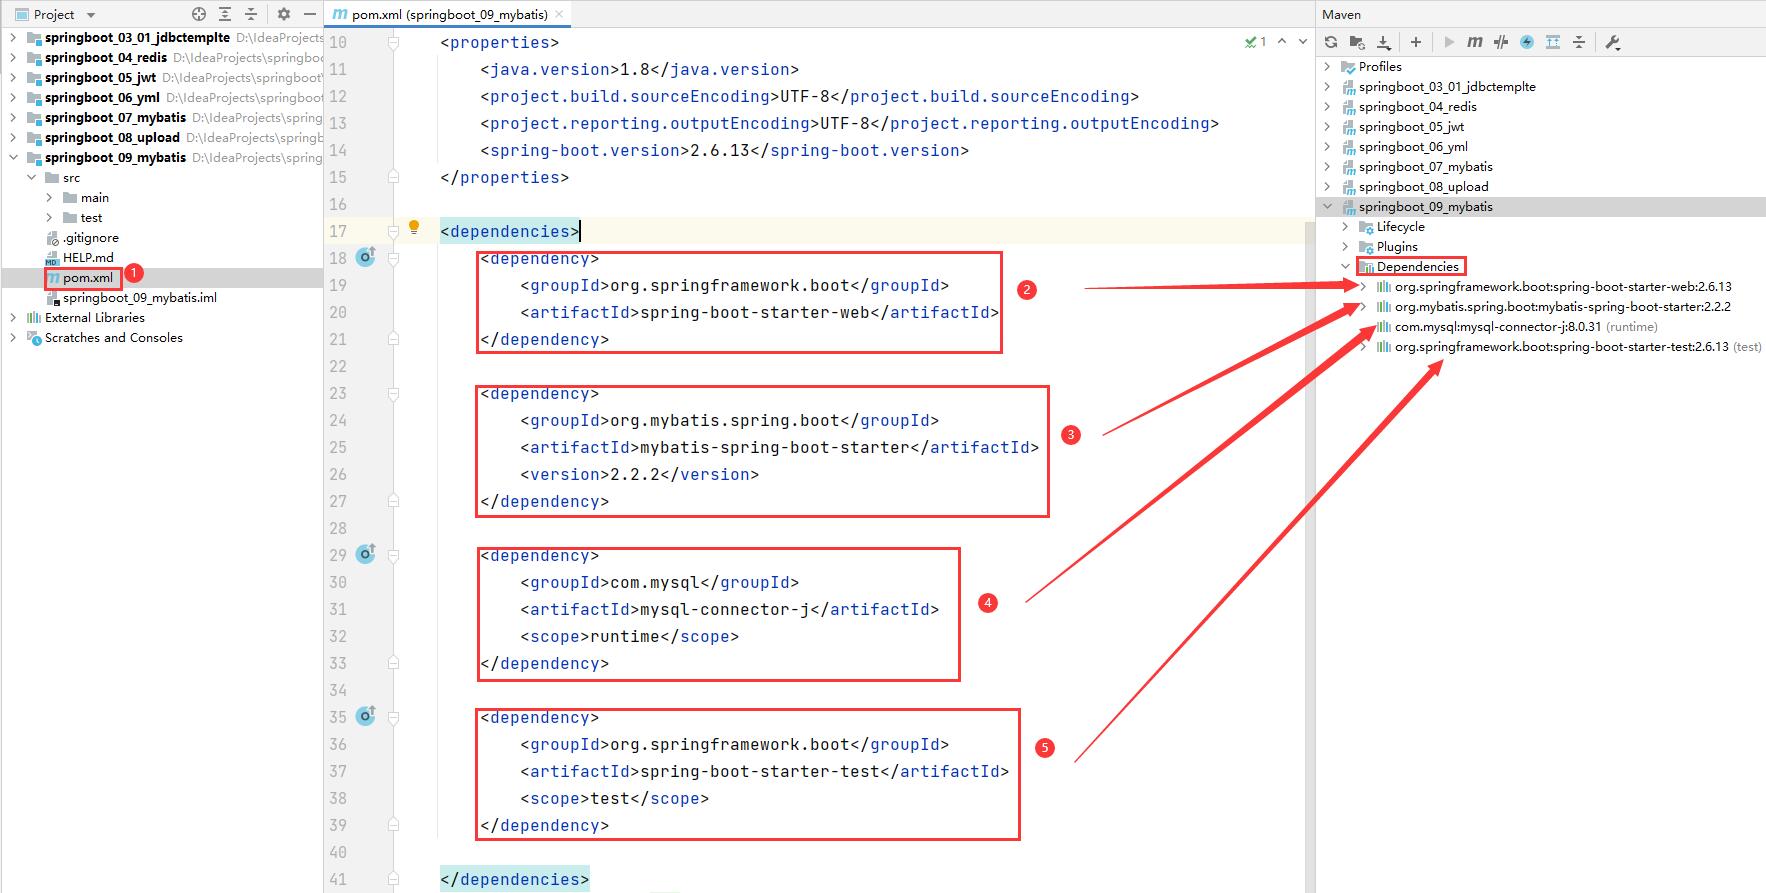 Project
springboot_03_01_jdbctemplte D:\IdeaProjects
springboot_04_redis D:\IdeaProjects\springbo
springboot_05_jwt D:\IdeaProjects\springboot\
springboot_06_yml D:\IdeaProjects\springboot
springboot_07_mybatis D:\IdeaProjects\spring
springboot_08_upload D:\IdeaProjects\springb
springboot_09_mybatis D:\IdeaProjects\spring
src
main
test
.gitignore
HELP.md
pom.xml 1
springboot_09_mybatis.iml
External Libraries
Scratches and Consoles
pom.xml (springboot_09_mybatis)
1
10 <properties>
11 <java.version>1.8</java.version>
12 <project.build.sourceEncoding>UTF-8</project.build.sourceEncoding>
13 <project.reporting.outputEncoding>UTF-8</project.reporting.outputEncoding>
14 <spring-boot.version>2.6.13</spring-boot.version>
15 </properties>
16
17 <dependencies>
18 <dependency>
19 <groupId>org.springframework.boot</groupId> 2
20 <artifactId>spring-boot-starter-web</artifactId>
21 </dependency>
22
23 <dependency>
24 <groupId>org.mybatis.spring.boot</groupId>
25 <artifactId>mybatis-spring-boot-starter</artifactId> 3
26 <version>2.2.2</version>
27 </dependency>
28
29 <dependency>
30 <groupId>com.mysql</groupId>
31 <artifactId>mysql-connector-j</artifactId> 4
32 <scope>runtime</scope>
33 </dependency>
34
35 <dependency>
36 <groupId>org.springframework.boot</groupId> 5
37 <artifactId>spring-boot-starter-test</artifactId>
38 <scope>test</scope>
39 </dependency>
40
41 </dependencies>
Maven
Profiles
springboot_03_01_jdbctemplte
springboot_04_redis
springboot_05_jwt
springboot_06_yml
springboot_07_mybatis
springboot_08_upload
springboot_09_mybatis
Lifecycle
Plugins
Dependencies
org.springframework.boot:spring-boot-starter-web:2.6.13
org.mybatis.spring.boot:mybatis-spring-boot-starter:2.2.2
com.mysql:mysql-connector-j:8.0.31 (runtime)
org.springframework.boot:spring-boot-starter-test:2.6.13 (test)